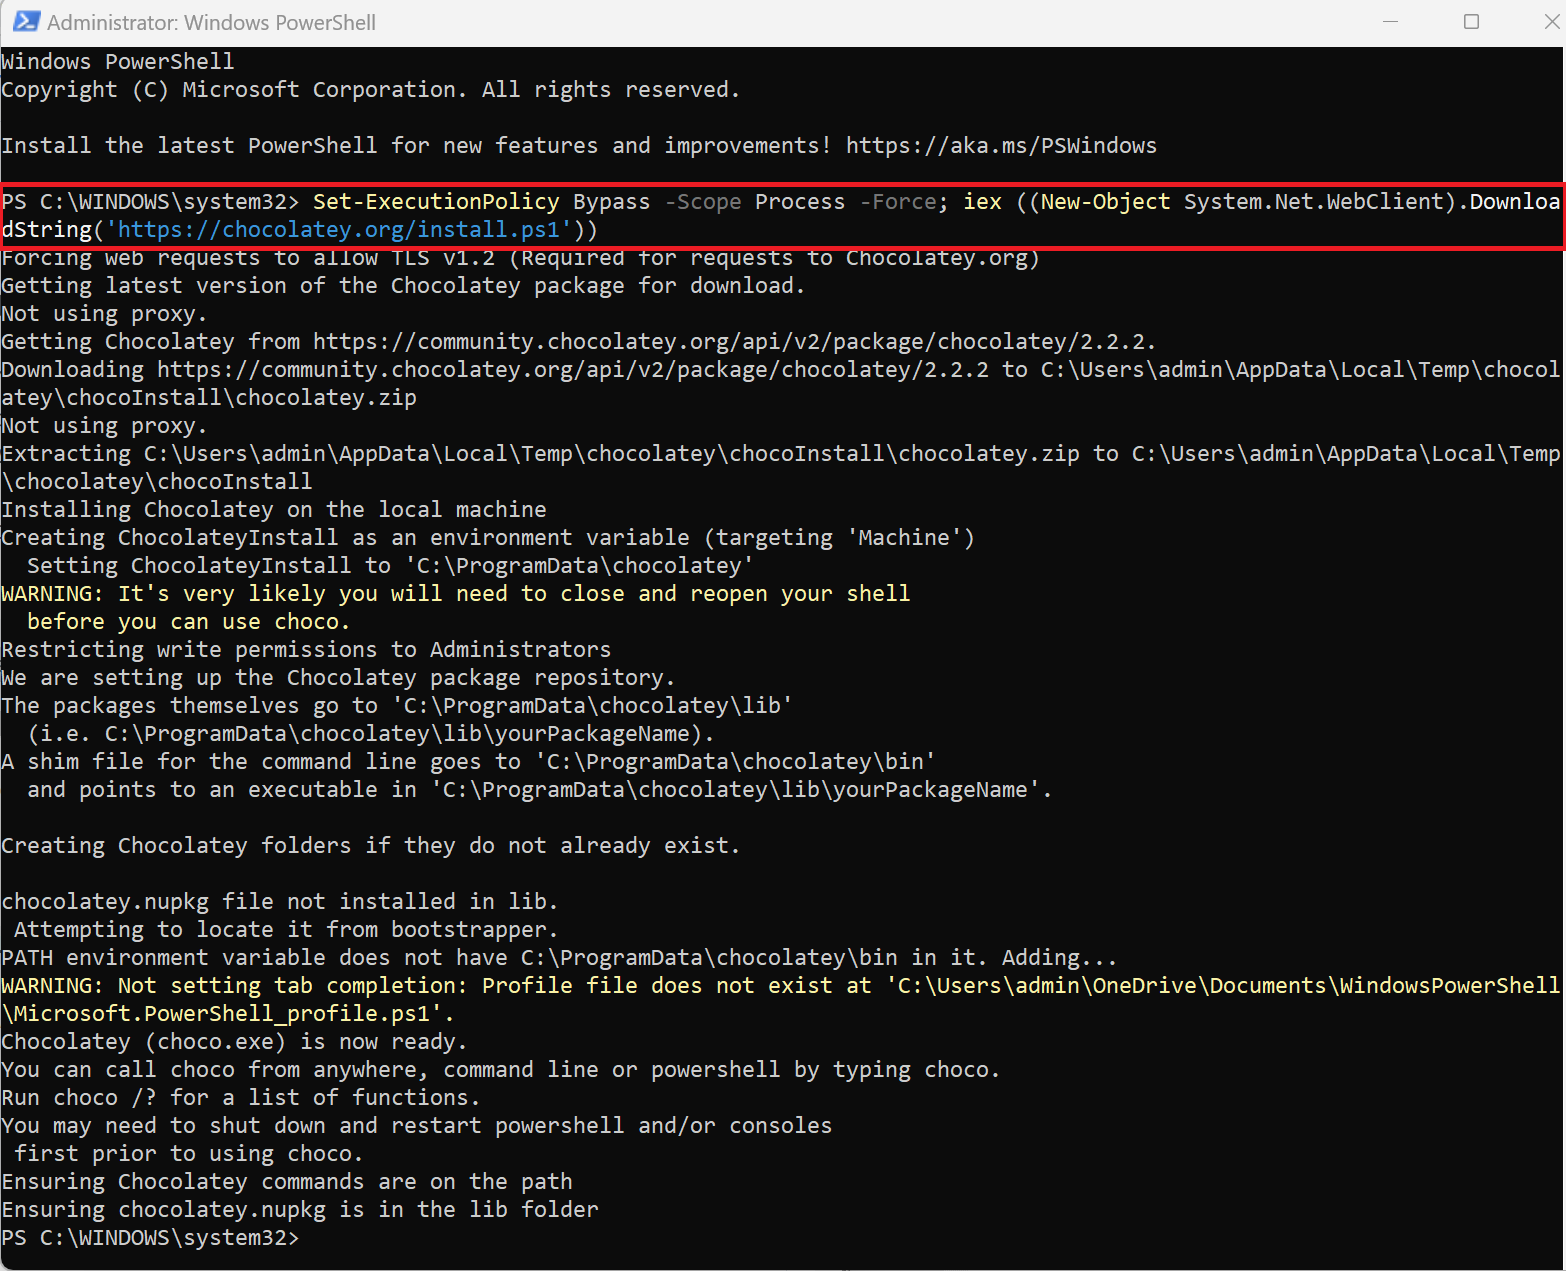 Administrator: Windows PowerShell
Windows PowerShell
Copyright (C) Microsoft Corporation. All rights reserved.
Install the latest PowerShell for new features and improvements! https://aka.ms/PSWindows
PS C:\WINDOWS\system32> Set-ExecutionPolicy Bypass -Scope Process -Force; iex ((New-Object System.Net.WebClient).Downloa
dString('https://chocolatey.org/install.ps1'))
Forcing web requests to allow TLS v1.2 (Required for requests to Chocolatey.org)
Getting latest version of the Chocolatey package for download.
Not using proxy.
Getting Chocolatey from https://community.chocolatey.org/api/v2/package/chocolatey/2.2.2.
Downloading https://community.chocolatey.org/api/v2/package/chocolatey/2.2.2 to C:\Users\admin\AppData\Local\Temp\chocol
atey\chocoInstall\chocolatey.zip
Not using proxy.
Extracting C:\Users\admin\AppData\Local\Temp\chocolatey\chocoInstall\chocolatey.zip to C:\Users\admin\AppData\Local\Temp
\chocolatey\chocoInstall
Installing Chocolatey on the local machine
Creating ChocolateyInstall as an environment variable (targeting 'Machine')
  Setting ChocolateyInstall to 'C:\ProgramData\chocolatey'
WARNING: It's very likely you will need to close and reopen your shell
  before you can use choco.
Restricting write permissions to Administrators
We are setting up the Chocolatey package repository.
The packages themselves go to 'C:\ProgramData\chocolatey\lib'
  (i.e. C:\ProgramData\chocolatey\lib\yourPackageName).
A shim file for the command line goes to 'C:\ProgramData\chocolatey\bin'
  and points to an executable in 'C:\ProgramData\chocolatey\lib\yourPackageName'.
Creating Chocolatey folders if they do not already exist.
chocolatey.nupkg file not installed in lib.
 Attempting to locate it from bootstrapper.
PATH environment variable does not have C:\ProgramData\chocolatey\bin in it. Adding...
WARNING: Not setting tab completion: Profile file does not exist at 'C:\Users\admin\OneDrive\Documents\WindowsPowerShell
\Microsoft.PowerShell_profile.ps1'.
Chocolatey (choco.exe) is now ready.
You can call choco from anywhere, command line or powershell by typing choco.
Run choco /? for a list of functions.
You may need to shut down and restart powershell and/or consoles
 first prior to using choco.
Ensuring Chocolatey commands are on the path
Ensuring chocolatey.nupkg is in the lib folder
PS C:\WINDOWS\system32>